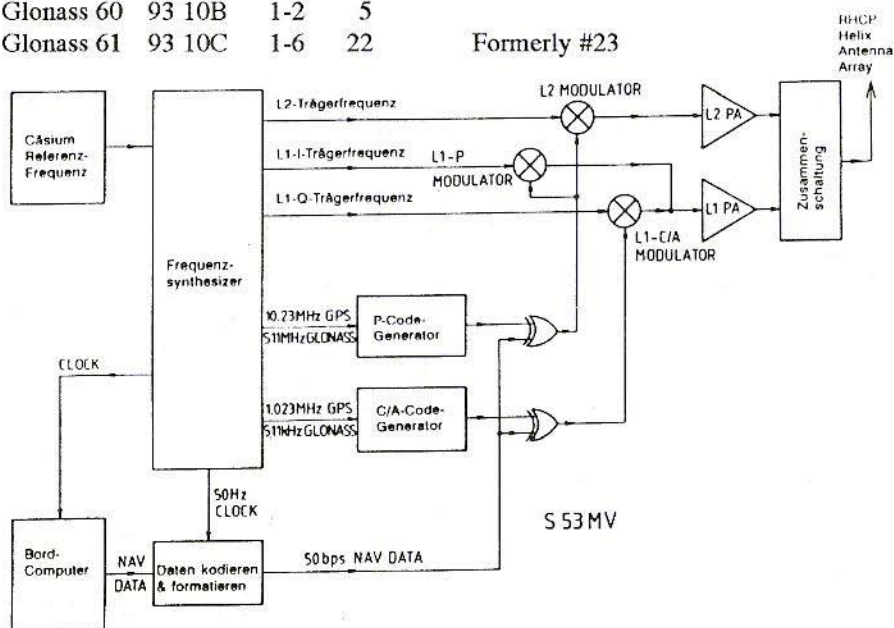 Glonass 60 93 10B 1-2 5
Glonass 61 93 10C 1-6 22 Formerly #23
RHCP
Helix
Antenna
Array
Cäsium
Referenz-
Frequenz
Frequenz-
synthesizer
L2-Trägerfrequenz
L2 MODULATOR
L2 PA
L1-I-Trägerfrequenz
L1-P
MODULATOR
L1-Q-Trägerfrequenz
L1-C/A
MODULATOR
L1 PA
Zusammen-
schaltung
10.23MHz GPS
5.11MHz GLONASS
P-Code-
Generator
CLOCK
1.023MHz GPS
511kHz GLONASS
C/A-Code-
Generator
50Hz
CLOCK
S53MV
Bord-
Computer
NAV
DATA
Daten kodieren
& formatieren
50bps NAV DATA